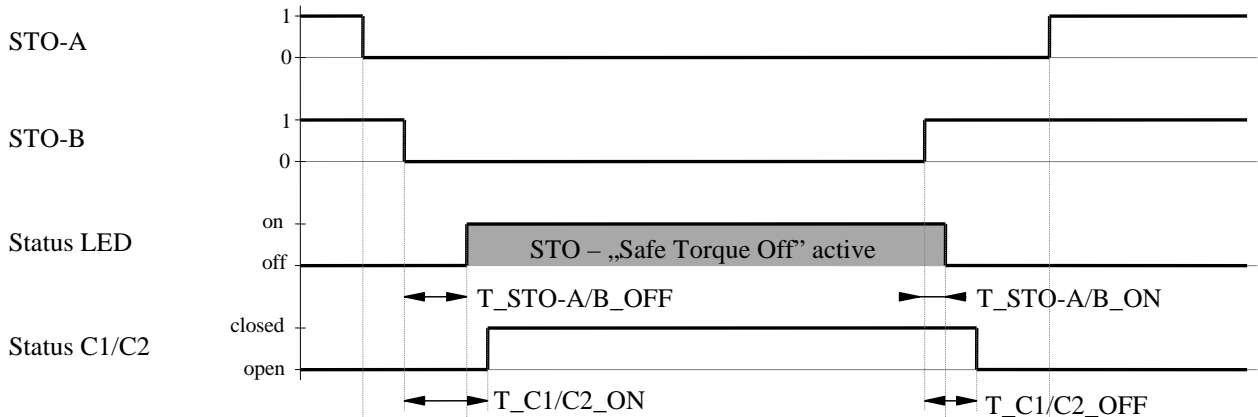 STO-A
1
0
STO-B
1
0
Status LED
on
off
STO – „Safe Torque Off” active
T_STO-A/B_OFF
T_STO-A/B_ON
Status C1/C2
closed
open
T_C1/C2_ON
T_C1/C2_OFF